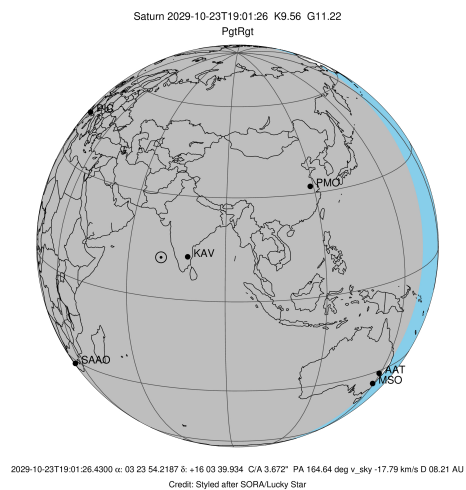 Saturn 2029-10-23T19:01:26 K9.56 G11.22
PgtRgt
PIC
PMO
KAV
SAAO
AAT
MSO
2029-10-23T19:01:26.4300 α: 03 23 54.2187 δ: +16 03 39.934 C/A 3.672" PA 164.64 deg v_sky -17.79 km/s D 08.21 AU
Credit: Styled after SORA/Lucky Star